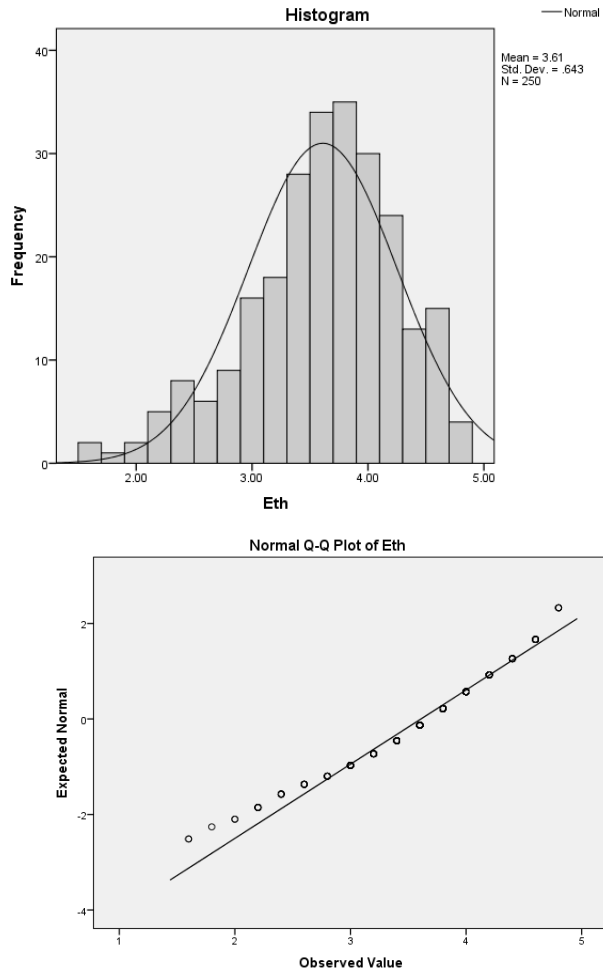 Histogram
Normal
Mean = 3.61
Std. Dev. = .643
N = 250
40
30
20
10
0
Frequency
2.00 3.00 4.00 5.00
Eth
Normal Q-Q Plot of Eth
2
0
-2
-4
Expected Normal
1 2 3 4 5
Observed Value